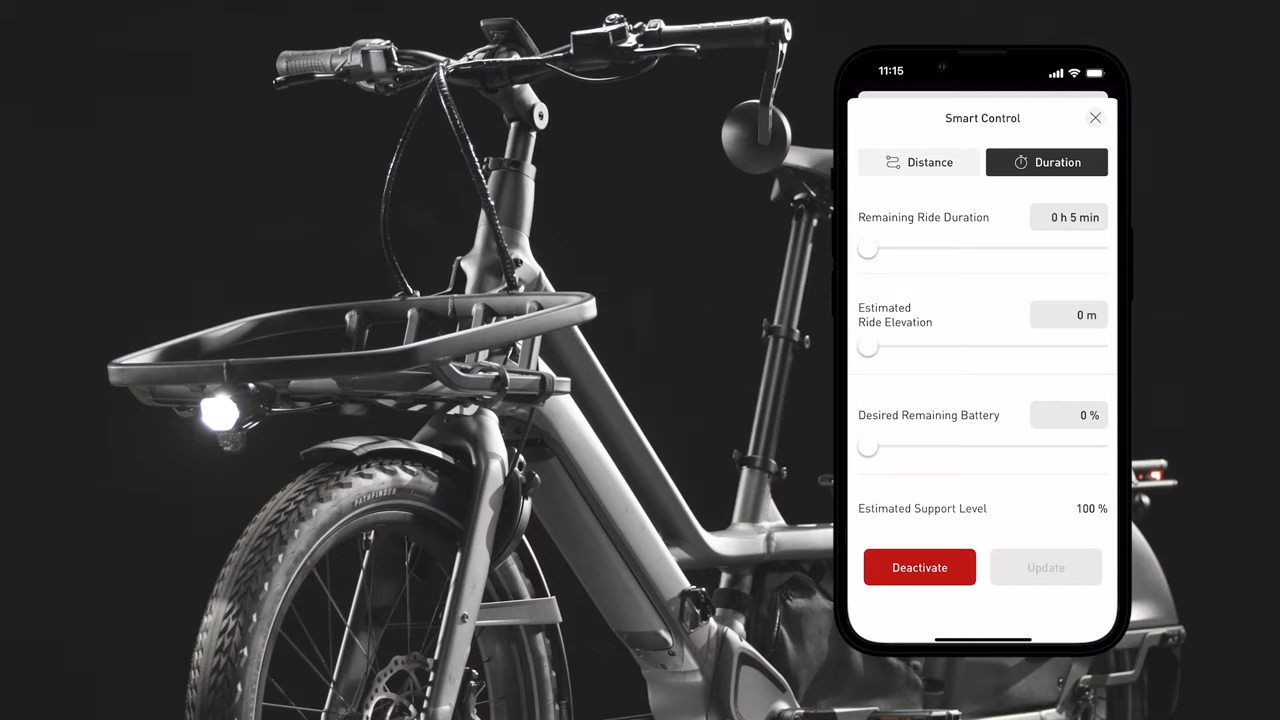 11:15
Smart Control
Distance
Duration
Remaining Ride Duration
0 h 5 min
Estimated
Ride Elevation
0 m
Desired Remaining Battery
0 %
Estimated Support Level
100 %
Deactivate
Update
PATHFINDER